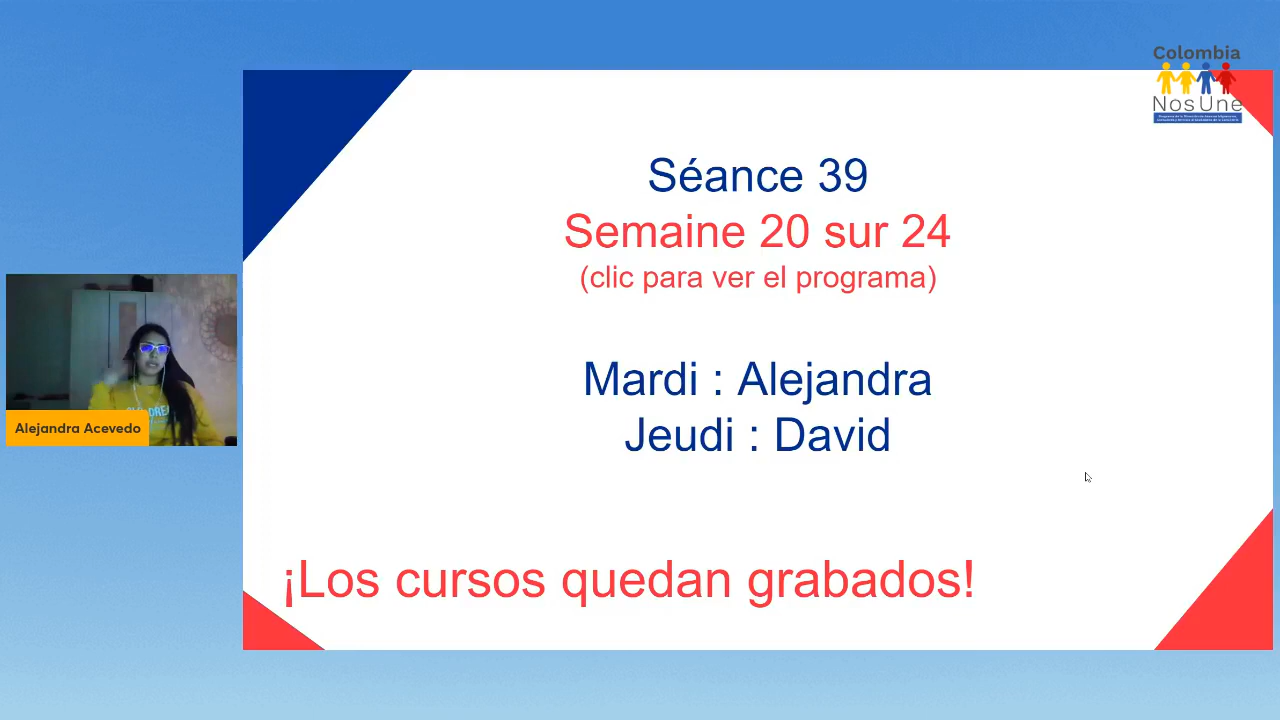 Colombia
Nos Une
Séance 39
Semaine 20 sur 24
(clic para ver el programa)
Mardi : Alejandra
Jeudi : David
Alejandra Acevedo
¡Los cursos quedan grabados!